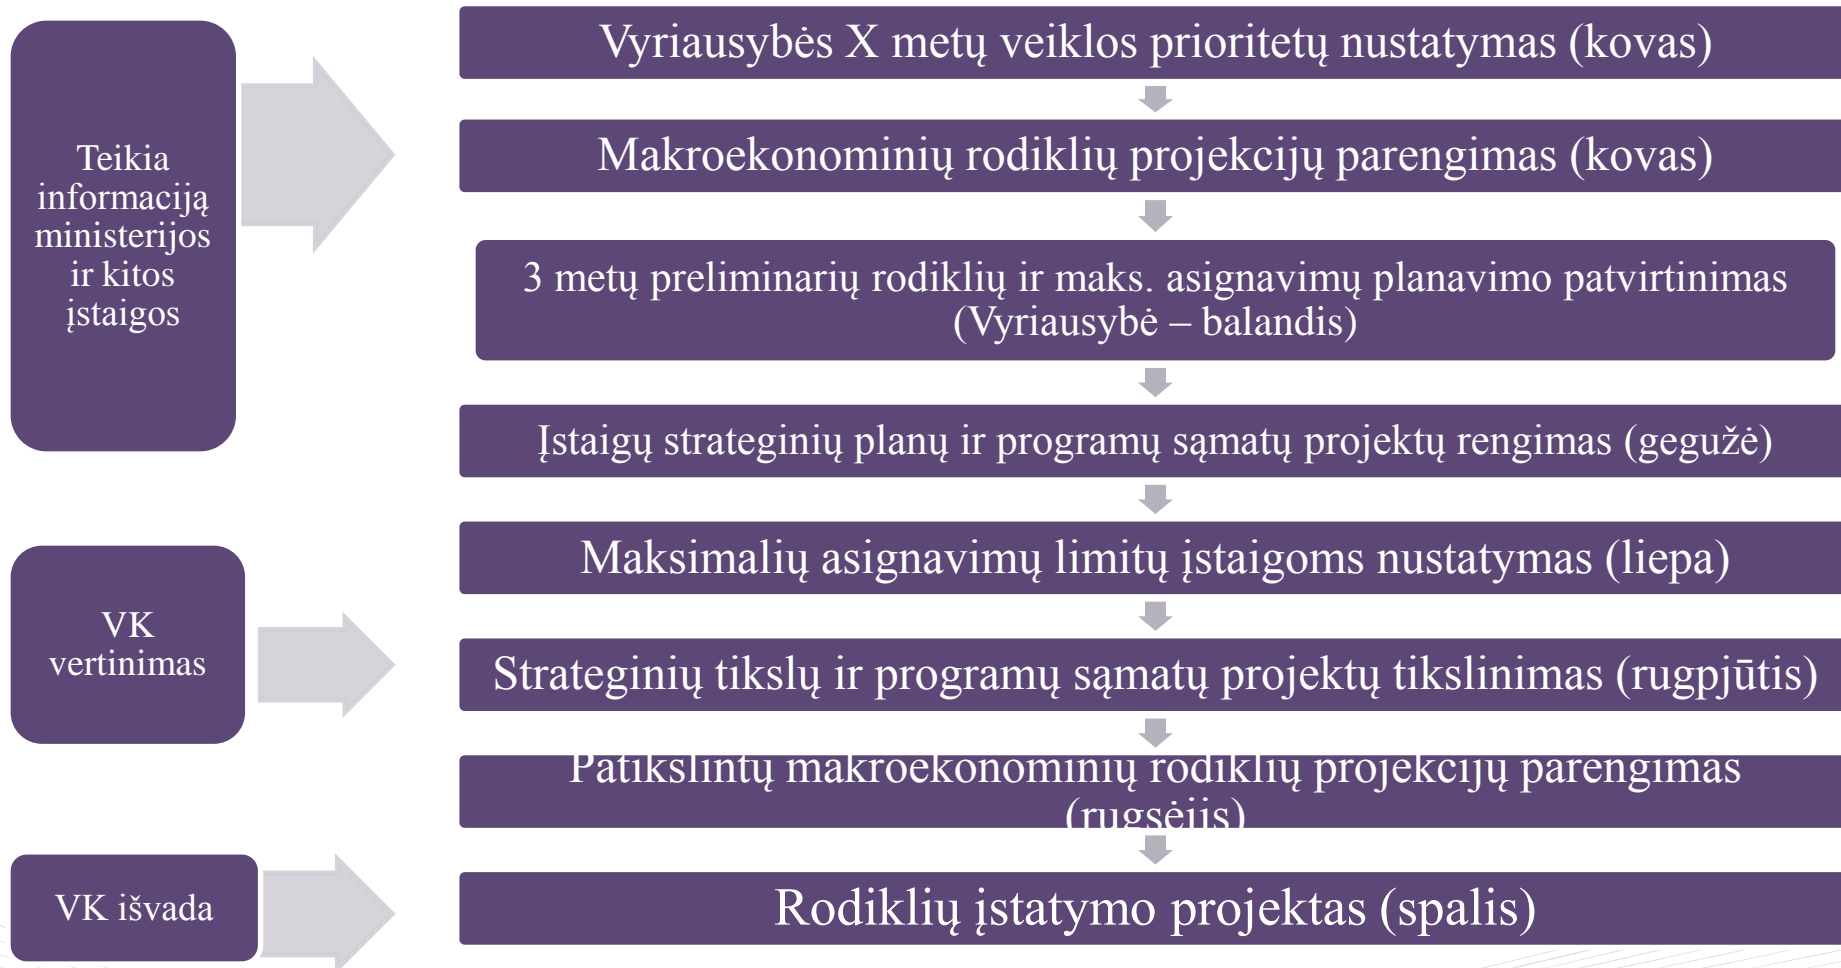 Teikia
informaciją
ministerijos
ir kitos
įstaigos
Vyriausybės X metų veiklos prioritetų nustatymas (kovas)
Makroekonominių rodiklių projekcijų parengimas (kovas)
3 metų preliminarių rodiklių ir maks. asignavimų planavimo patvirtinimas
(Vyriausybė – balandis)
Įstaigų strateginių planų ir programų sąmatų projektų rengimas (gegužė)
VK
vertinimas
Maksimalių asignavimų limitų įstaigoms nustatymas (liepa)
Strateginių tikslų ir programų sąmatų projektų tikslinimas (rugpjūtis)
Patikslintų makroekonominių rodiklių projekcijų parengimas
(rugsėjis)
VK išvada
Rodiklių įstatymo projektas (spalis)